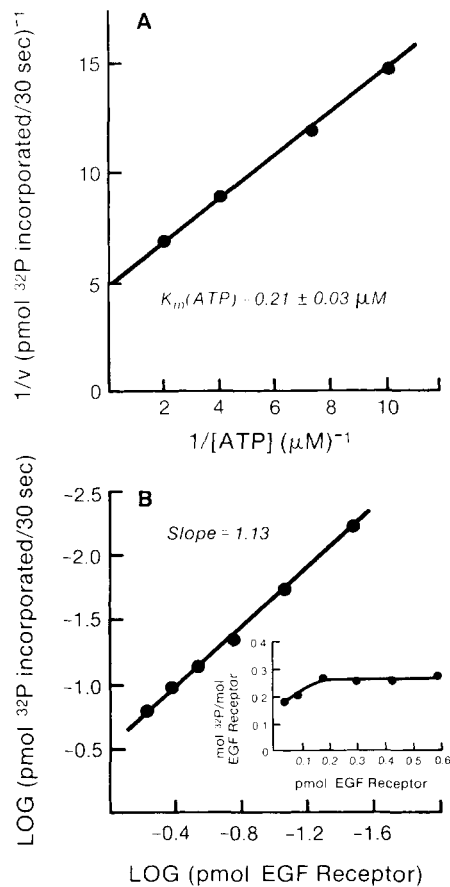 A
1/v (pmol ³²P incorporated/30 sec)⁻¹
15
10
5
0
K_m(ATP) - 0.21 ± 0.03 μM
2 4 6 8 10
1/[ATP] (μM)⁻¹
B
LOG (pmol ³²P incorporated/30 sec)
-2.5
-2.0
-1.5
-1.0
-0.5
Slope = 1.13
mol ³²P/mol
EGF Receptor
0 4
0 3
0 2
0 1
0
0.1 0.2 0.3 0.4 0.5 0.6
pmol EGF Receptor
-0.4 -0.8 -1.2 -1.6
LOG (pmol EGF Receptor)